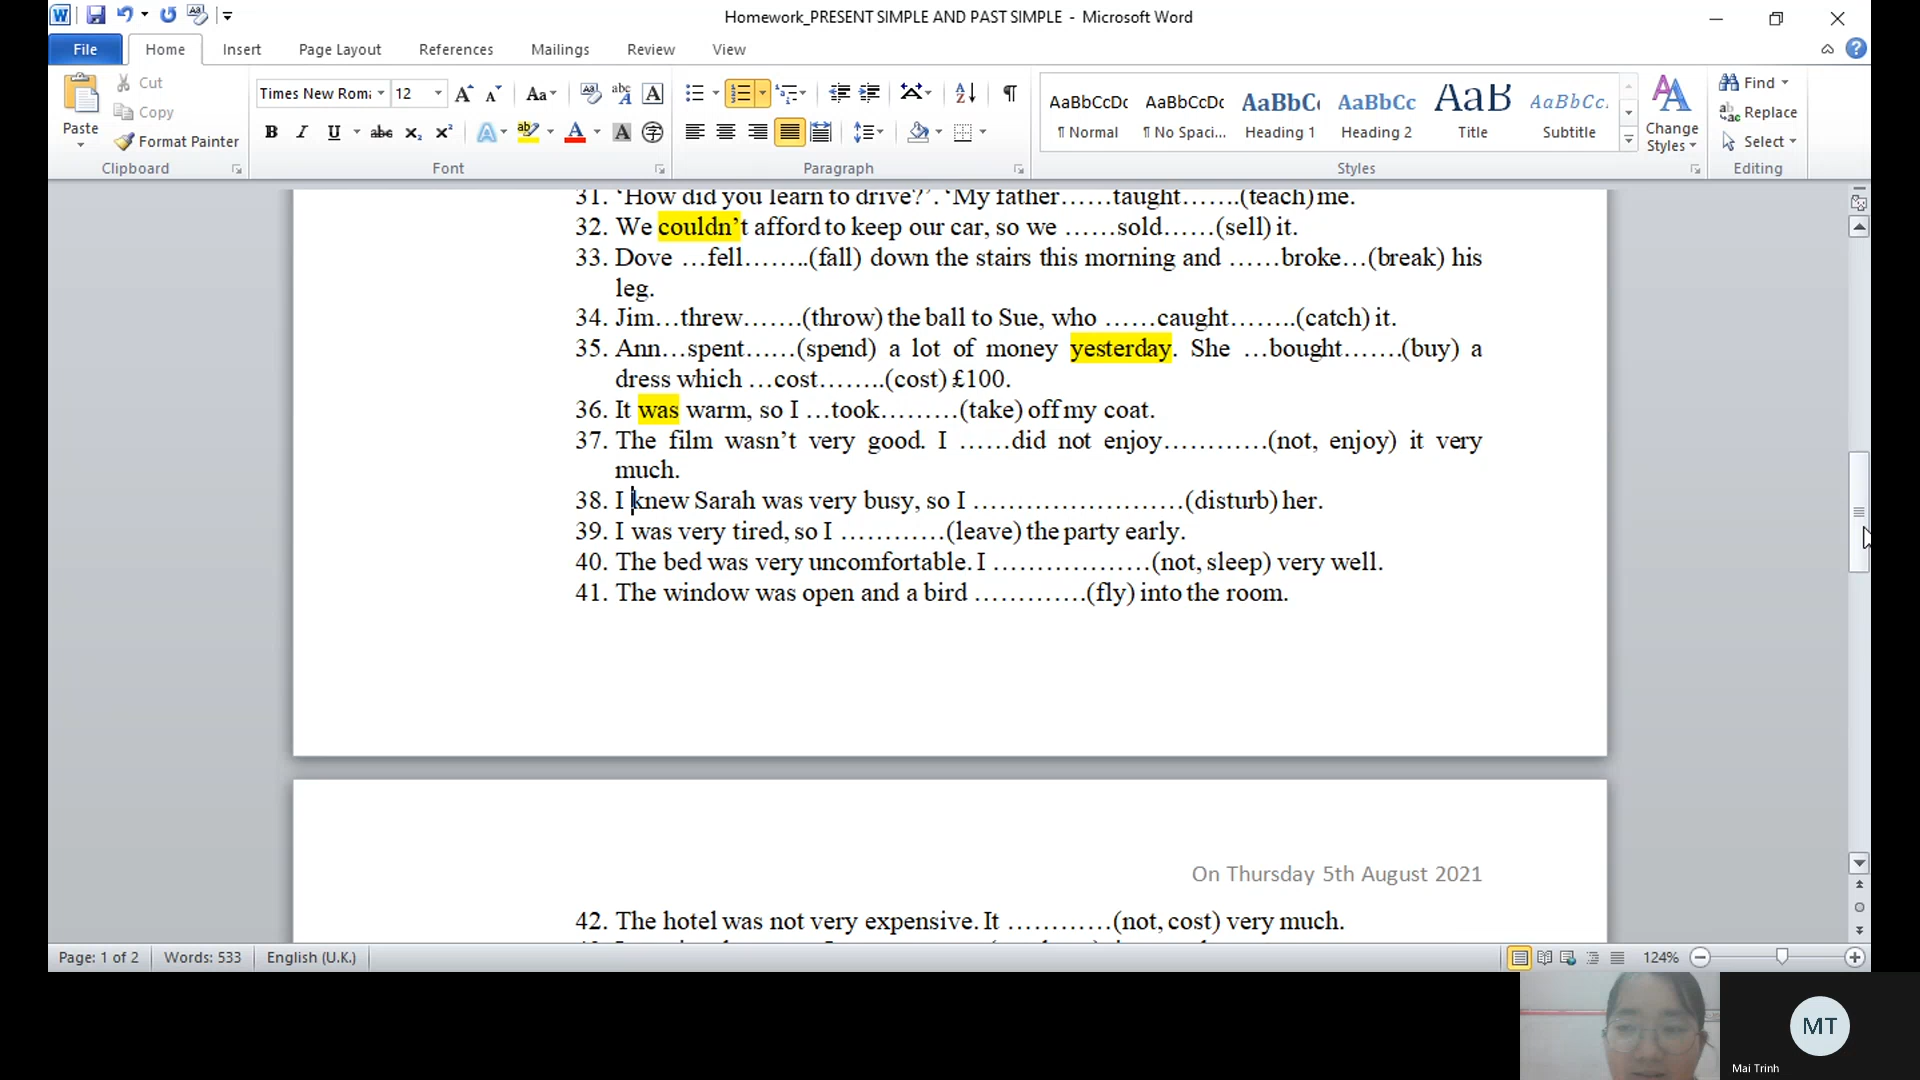 Homework_PRESENT SIMPLE AND PAST SIMPLE - Microsoft Word
File Home Insert Page Layout References Mailings Review View
Paste
Cut
Copy
Format Painter
Clipboard
Times New Rom
12
Font
Paragraph
AaBbCcDc AaBbCcDc AaBbC AaBbCc AaB AaBbCc.
¶ Normal ¶ No Spaci... Heading 1 Heading 2 Title Subtitle
Change
Styles
Styles
Find
Replace
Select
Editing
31. ‘How did you learn to drive?’. ‘My father……taught…….(teach) me.
32. We couldn’t afford to keep our car, so we ……sold……(sell) it.
33. Dove …fell……..(fall) down the stairs this morning and ……broke…(break) his
leg.
34. Jim…threw…….(throw) the ball to Sue, who ……caught……..(catch) it.
35. Ann…spent……(spend) a lot of money yesterday. She …bought…….(buy) a
dress which …cost……..(cost) £100.
36. It was warm, so I …took………(take) off my coat.
37. The film wasn’t very good. I ……did not enjoy…………(not, enjoy) it very
much.
38. I knew Sarah was very busy, so I ……………………(disturb) her.
39. I was very tired, so I …………(leave) the party early.
40. The bed was very uncomfortable. I ………………(not, sleep) very well.
41. The window was open and a bird ………….(fly) into the room.
On Thursday 5th August 2021
42. The hotel was not very expensive. It …………(not, cost) very much.
Page: 1 of 2 Words: 533 English (U.K.) 124%
MT
Mai Trinh